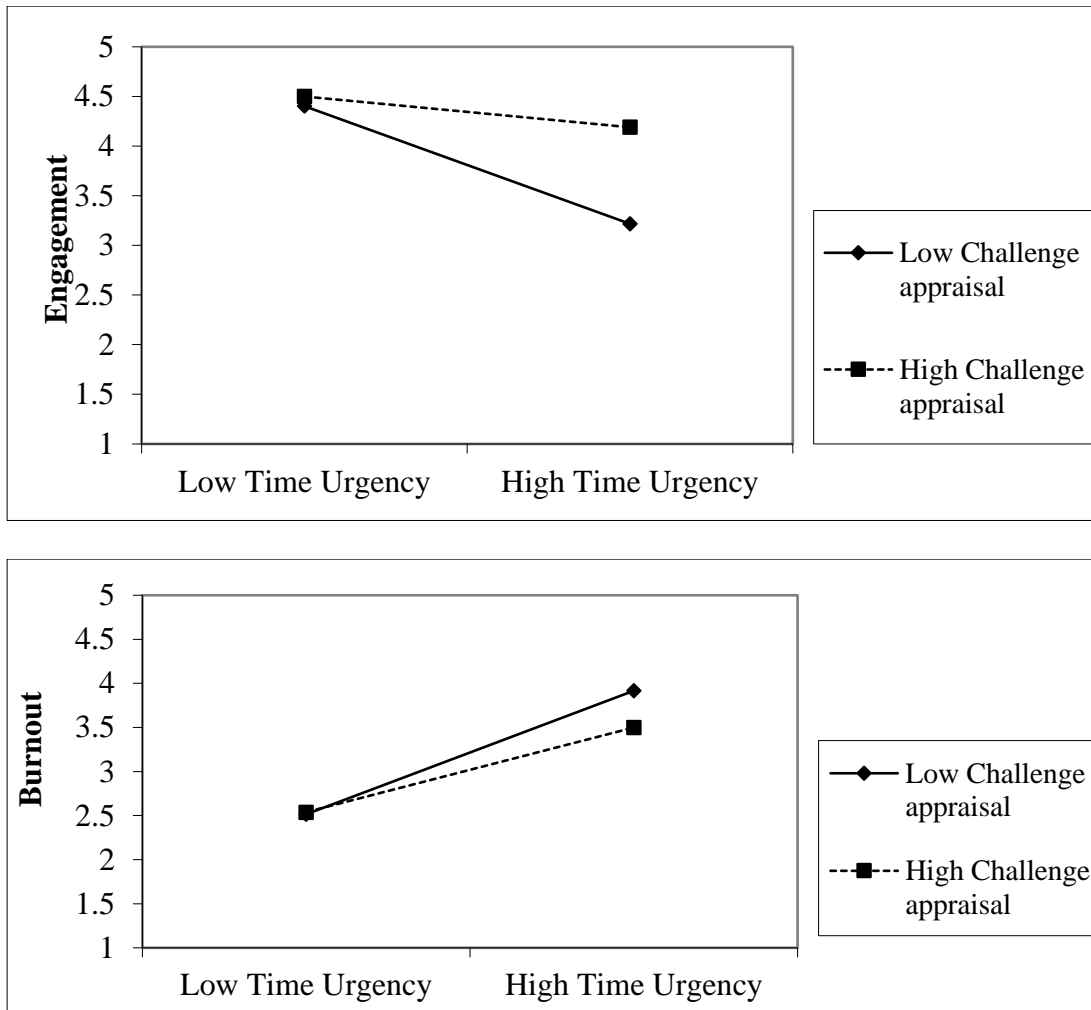 5
4.5
4
3.5
3
2.5
2
1.5
1
Engagement
Low Time Urgency
High Time Urgency
Low Challenge
appraisal
High Challenge
appraisal
5
4.5
4
3.5
3
2.5
2
1.5
1
Burnout
Low Time Urgency
High Time Urgency
Low Challenge
appraisal
High Challenge
appraisal